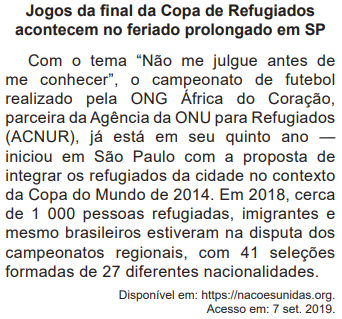 Jogos da final da Copa de Refugiados
acontecem no feriado prolongado em SP
Com o tema “Não me julgue antes de
me conhecer”, o campeonato de futebol
realizado pela ONG África do Coração,
parceira da Agência da ONU para Refugiados
(ACNUR), já está em seu quinto ano —
iniciou em São Paulo com a proposta de
integrar os refugiados da cidade no contexto
da Copa do Mundo de 2014. Em 2018, cerca
de 1 000 pessoas refugiadas, imigrantes e
mesmo brasileiros estiveram na disputa dos
campeonatos regionais, com 41 seleções
formadas de 27 diferentes nacionalidades.
Disponível em: https://nacoesunidas.org.
Acesso em: 7 set. 2019.